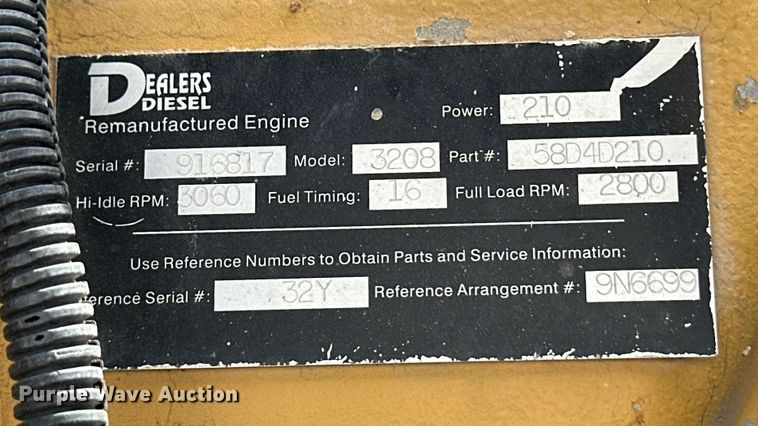 DEALERS
DIESEL
Remanufactured Engine
Power: 210
Serial #: 916817 Model: 3208 Part #: 58D4D210
Hi-Idle RPM: 3060 Fuel Timing: 16 Full Load RPM: 2800
Use Reference Numbers to Obtain Parts and Service Information:
ference Serial #: 32Y Reference Arrangement #: 9N6699
Purple Wave Auction